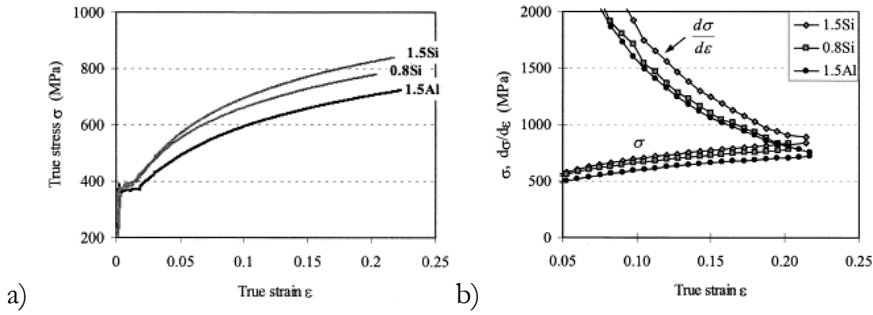 1000
800
600
400
200
True stress σ (MPa)
1.5Si
0.8Si
1.5Al
0
0.05
0.1
0.15
0.2
0.25
True strain ε
a)
2000
1500
1000
500
0
σ, dσ/dε (MPa)
dσ
dε
σ
1.5Si
0.8Si
1.5Al
0.05
0.10
0.15
0.20
0.25
True strain ε
b)